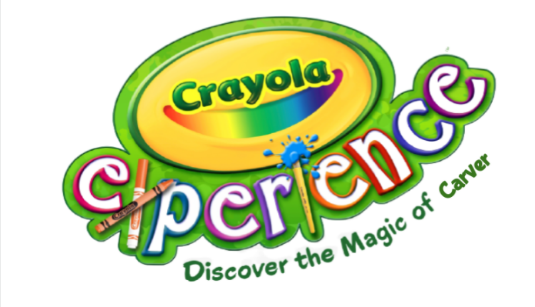 Crayola
experience
Discover the Magic of Carver